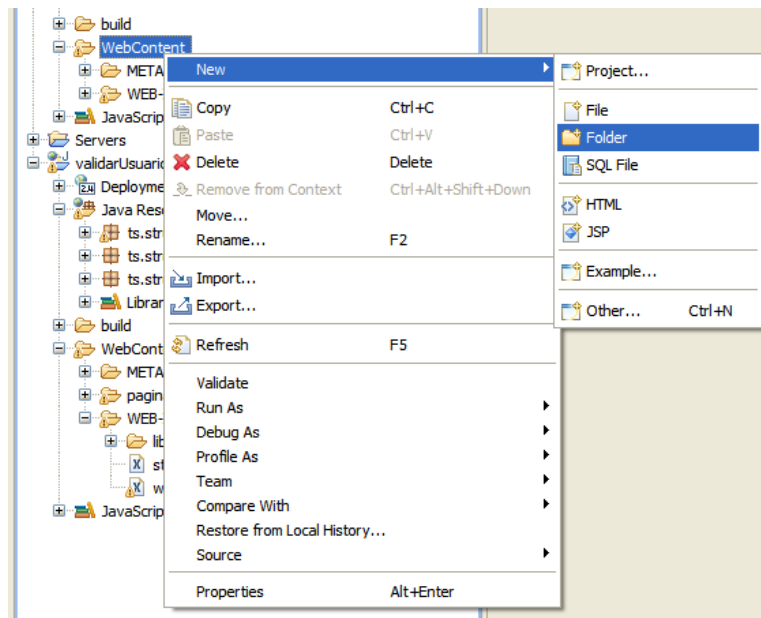 build
WebContent
META
WEB-
JavaScrip
Servers
validarUsuario
2.4 Deployme
Java Res
ts.str
ts.str
ts.str
Librar
build
WebCont
META
pagin
WEB-
lib
X st
X w
JavaScrip
New
Copy Ctrl+C
Paste Ctrl+V
Delete Delete
Remove from Context Ctrl+Alt+Shift+Down
Move...
Rename... F2
Import...
Export...
Refresh F5
Validate
Run As
Debug As
Profile As
Team
Compare With
Restore from Local History...
Source
Properties Alt+Enter
Project...
File
Folder
SQL File
HTML
JSP
Example...
Other... Ctrl+N